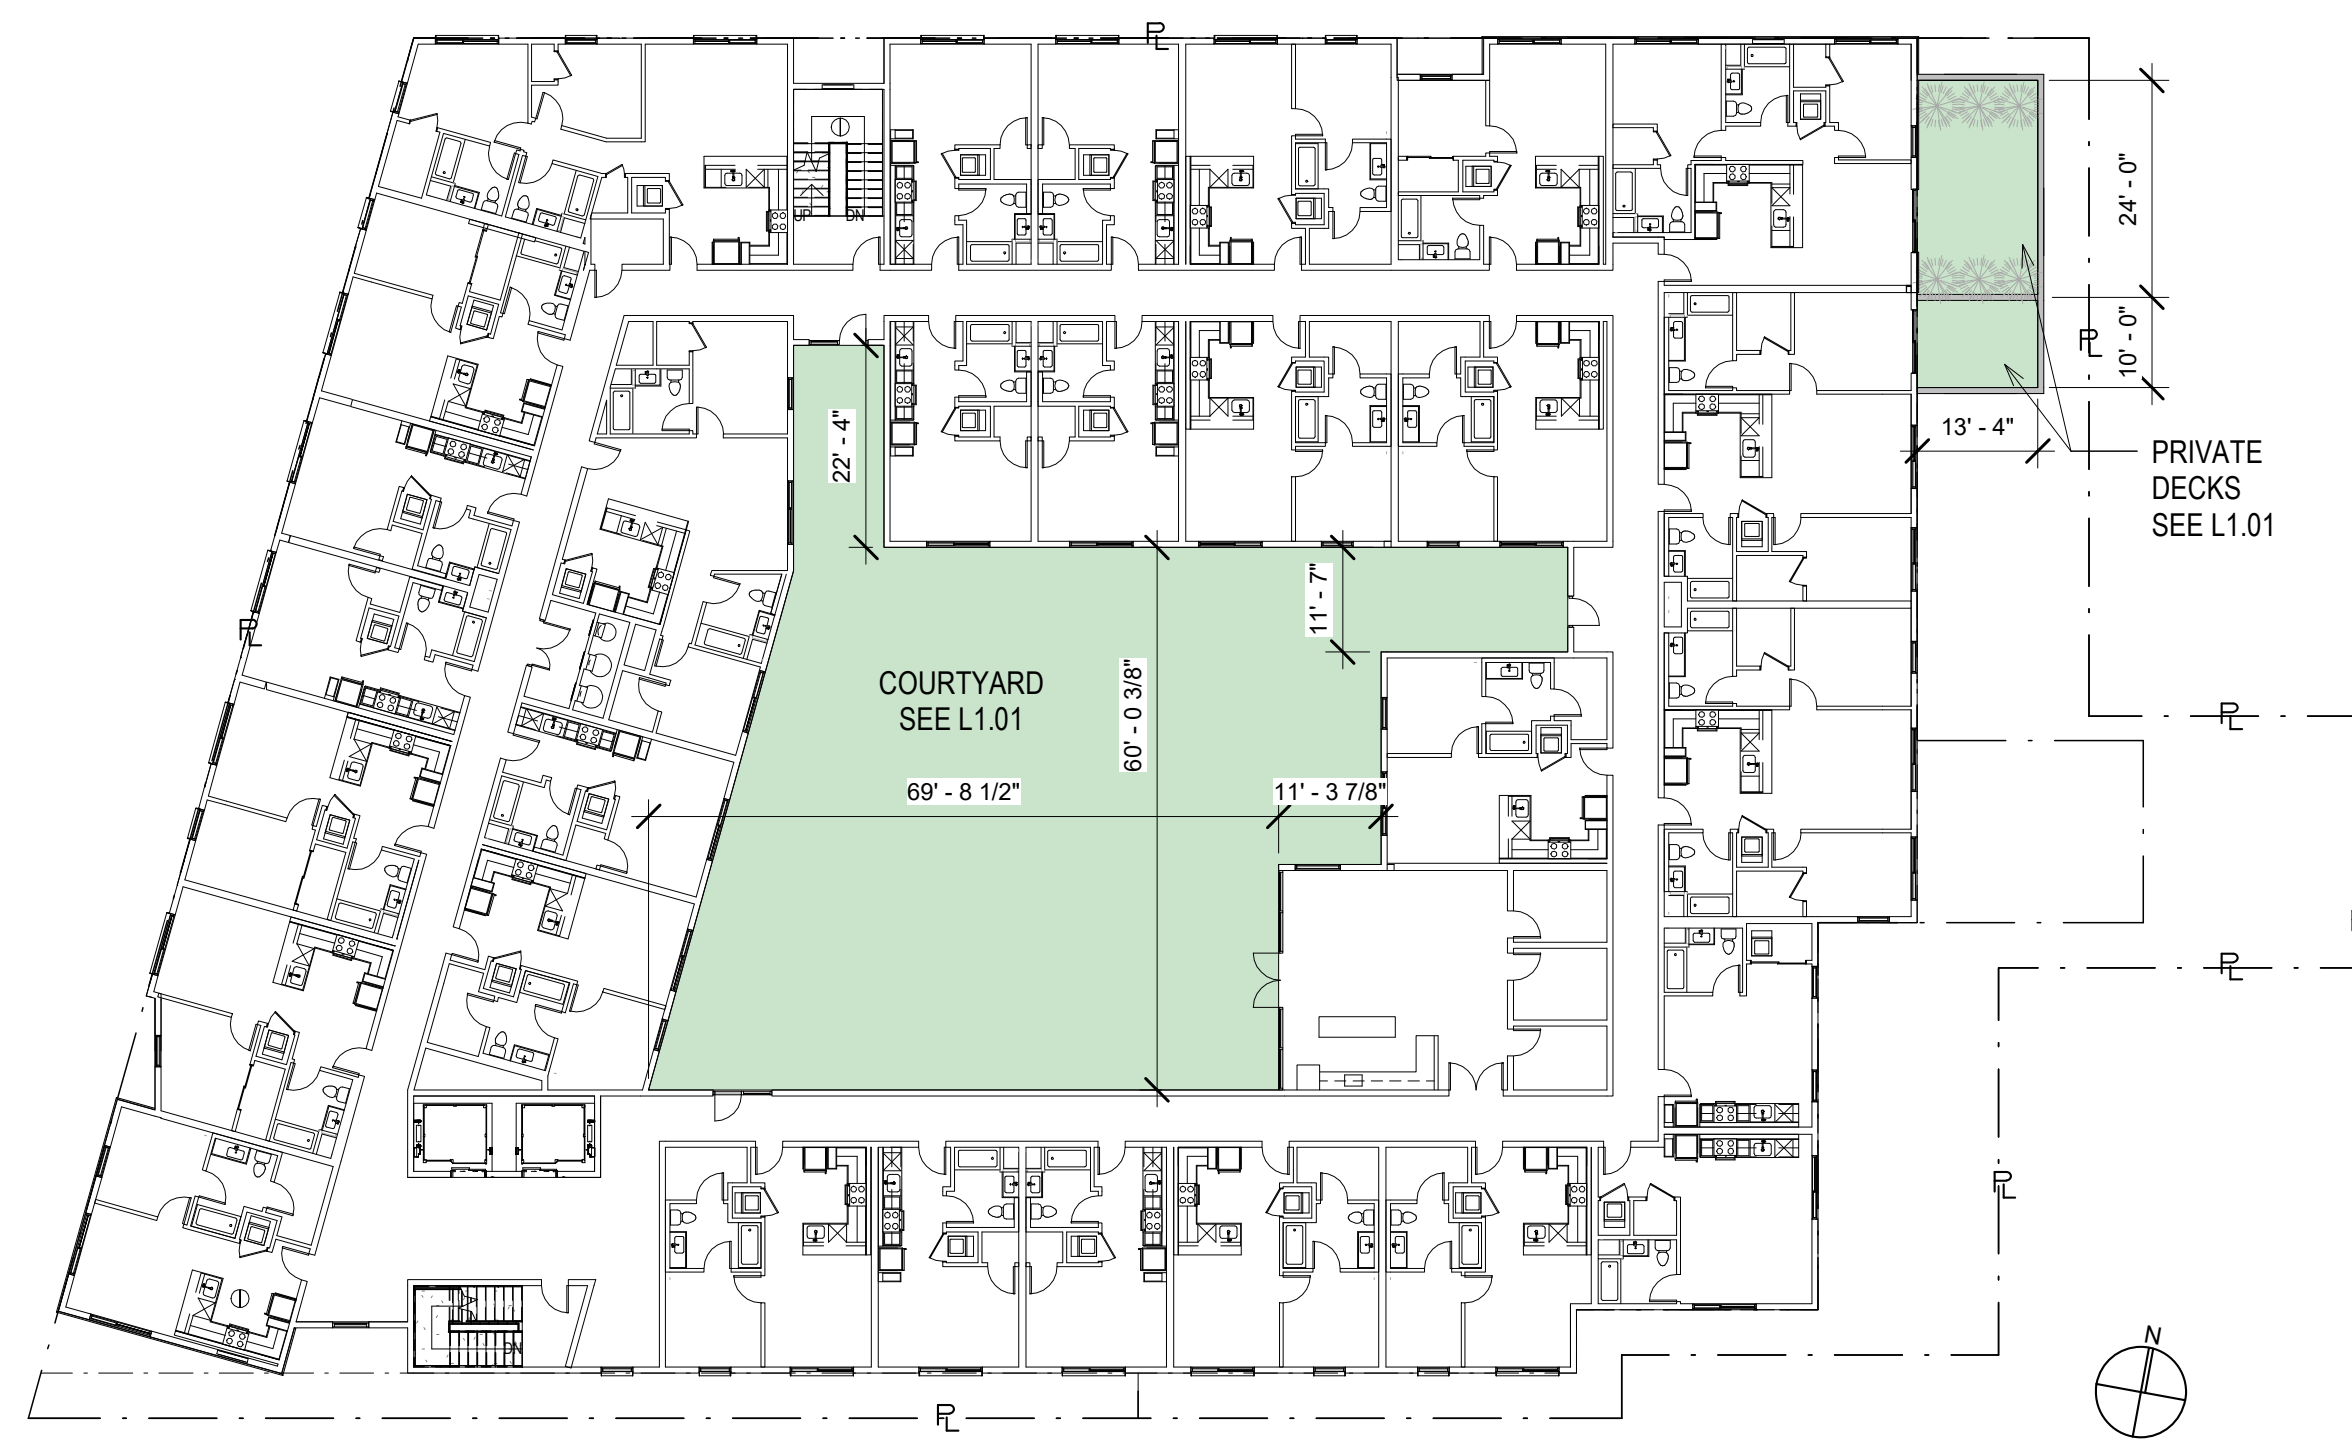 PL
UP
DN
24' - 0"
22' - 4"
10' - 0"
PL
13' - 4"
PRIVATE
DECKS
SEE L1.01
11' - 7"
PL
COURTYARD
SEE L1.01
60' - 0 3/8"
PL
69' - 8 1/2"
11' - 3 7/8"
PL
PL
DN
N
PL